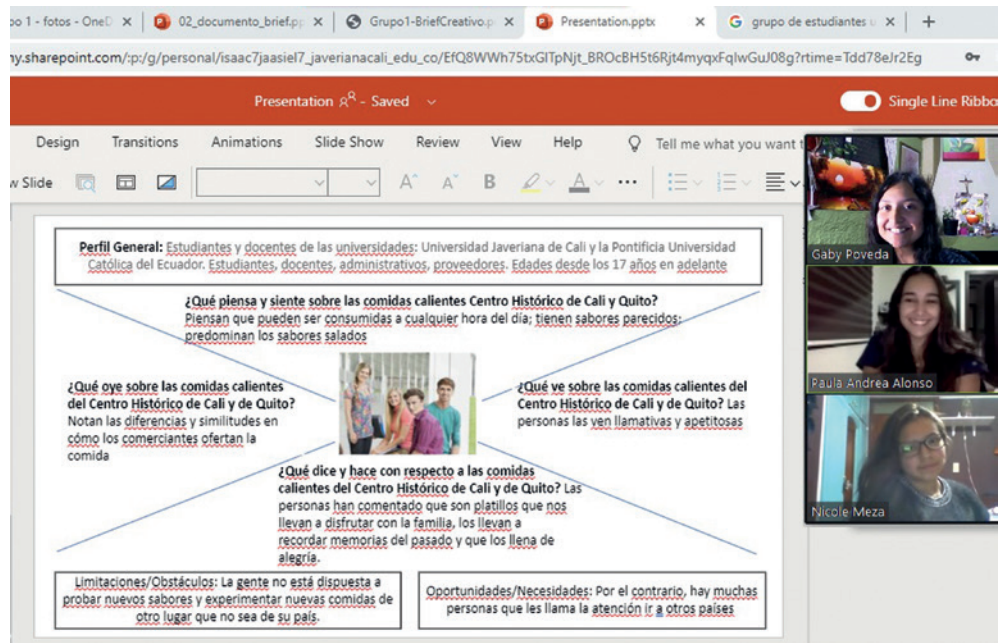 po 1 - fotos - OneD
02_documento_brief.pp
Grupo1-BriefCreativo.p
Presentation.pptx
grupo de estudiantes u
ny.sharepoint.com/:p:/g/personal/isaac7jaasiel7_javerianacali_edu_co/EfQ8WWh75txGlTpNjt_BROcBH5t6Rjt4myqxFqlwGuJ08g?rtime=Tdd78eJr2Eg
Presentation - Saved
Single Line Ribbo
Design Transitions Animations Slide Show Review View Help Tell me what you want t
w Slide
Perfil General: Estudiantes y docentes de las universidades: Universidad Javeriana de Cali y la Pontificia Universidad
Católica del Ecuador. Estudiantes, docentes, administrativos, proveedores. Edades desde los 17 años en adelante
¿Qué piensa y siente sobre las comidas calientes Centro Histórico de Cali y Quito?
Piensan que pueden ser consumidas a cualquier hora del día; tienen sabores parecidos;
predominan los sabores salados
¿Qué oye sobre las comidas calientes
del Centro Histórico de Cali y de Quito?
Notan las diferencias y similitudes en
cómo los comerciantes ofertan la
comida
¿Qué ve sobre las comidas calientes del
Centro Histórico de Cali y de Quito? Las
personas las ven llamativas y apetitosas
¿Qué dice y hace con respecto a las comidas
calientes del Centro Histórico de Cali y de Quito? Las
personas han comentado que son platillos que nos
llevan a disfrutar con la familia, los llevan a
recordar memorias del pasado y que los llena de
alegría.
Limitaciones/Obstáculos: La gente no está dispuesta a
probar nuevos sabores y experimentar nuevas comidas de
otro lugar que no sea de su país.
Oportunidades/Necesidades: Por el contrario, hay muchas
personas que les llama la atención ir a otros países
Gaby Poveda
Paula Andrea Alonso
Nicole Meza